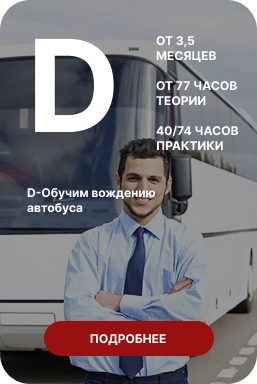 D
ОТ 3,5
МЕСЯЦЕВ
ОТ 77 ЧАСОВ
ТЕОРИИ
40/74 ЧАСОВ
ПРАКТИКИ
D-Обучим вождению
автобуса
ПОДРОБНЕЕ